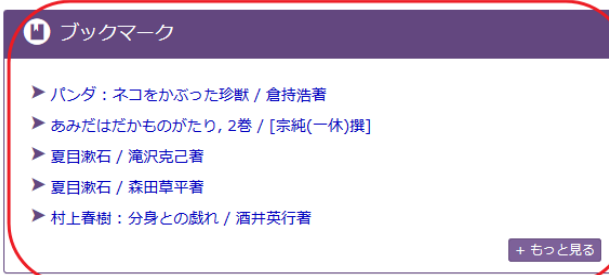 ブックマーク
パンダ：ネコをかぶった珍獣 / 倉持浩著
あみだはだかものがたり, 2巻 / [宗純(一休)撰]
夏目漱石 / 滝沢克己著
夏目漱石 / 森田草平著
村上春樹：分身との戯れ / 酒井英行著
+ もっと見る